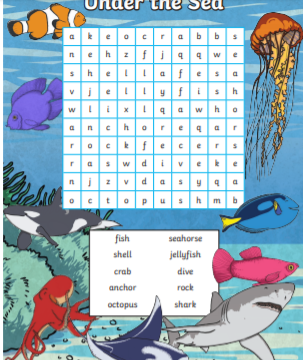 Under the Sea
a k e o c r a b b s
n e h z f j q q w e
s h e l l a f e s a
v j e l l y f i s h
w l i x l q a w h o
a n c h o r e q a r
r o c k f e c e r s
r a s w d i v e k e
n j z v d a s y q a
o c t o p u s h m b
fish seahorse
shell jellyfish
crab dive
anchor rock
octopus shark